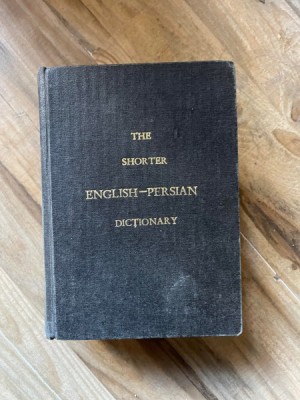 THE
SHORTER
ENGLISH-PERSIAN
DICTIONARY